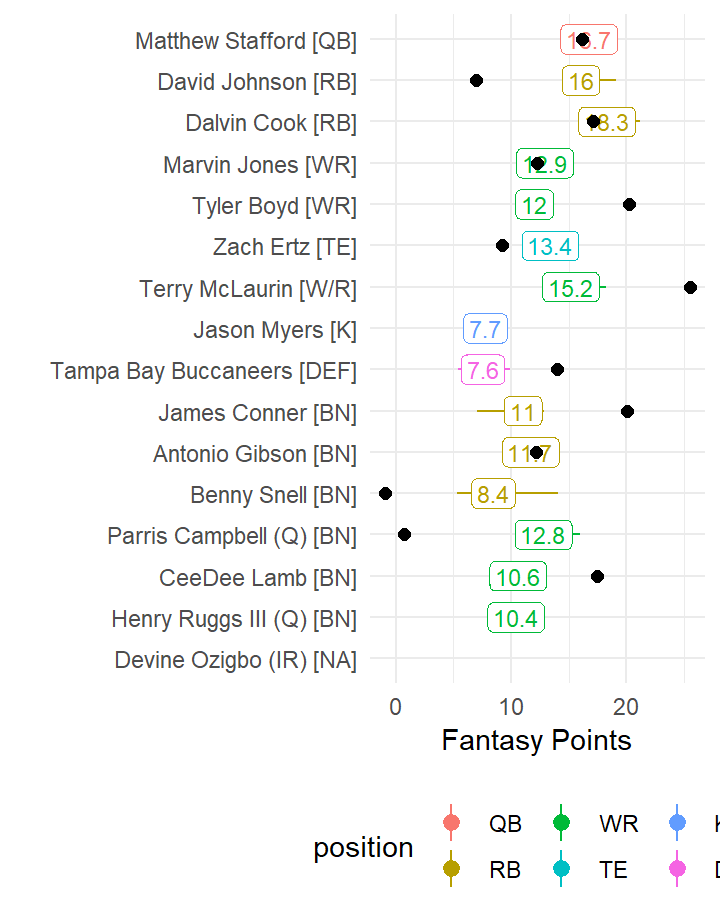 Matthew Stafford [QB] 16.7
David Johnson [RB] 16
Dalvin Cook [RB] 18.3
Marvin Jones [WR] 12.9
Tyler Boyd [WR] 12
Zach Ertz [TE] 13.4
Terry McLaurin [W/R] 15.2
Jason Myers [K] 7.7
Tampa Bay Buccaneers [DEF] 7.6
James Conner [BN] 11
Antonio Gibson [BN] 11.7
Benny Snell [BN] 8.4
Parris Campbell (Q) [BN] 12.8
CeeDee Lamb [BN] 10.6
Henry Ruggs III (Q) [BN] 10.4
Devine Ozigbo (IR) [NA]
0 10 20
Fantasy Points
position
QB WR
RB TE